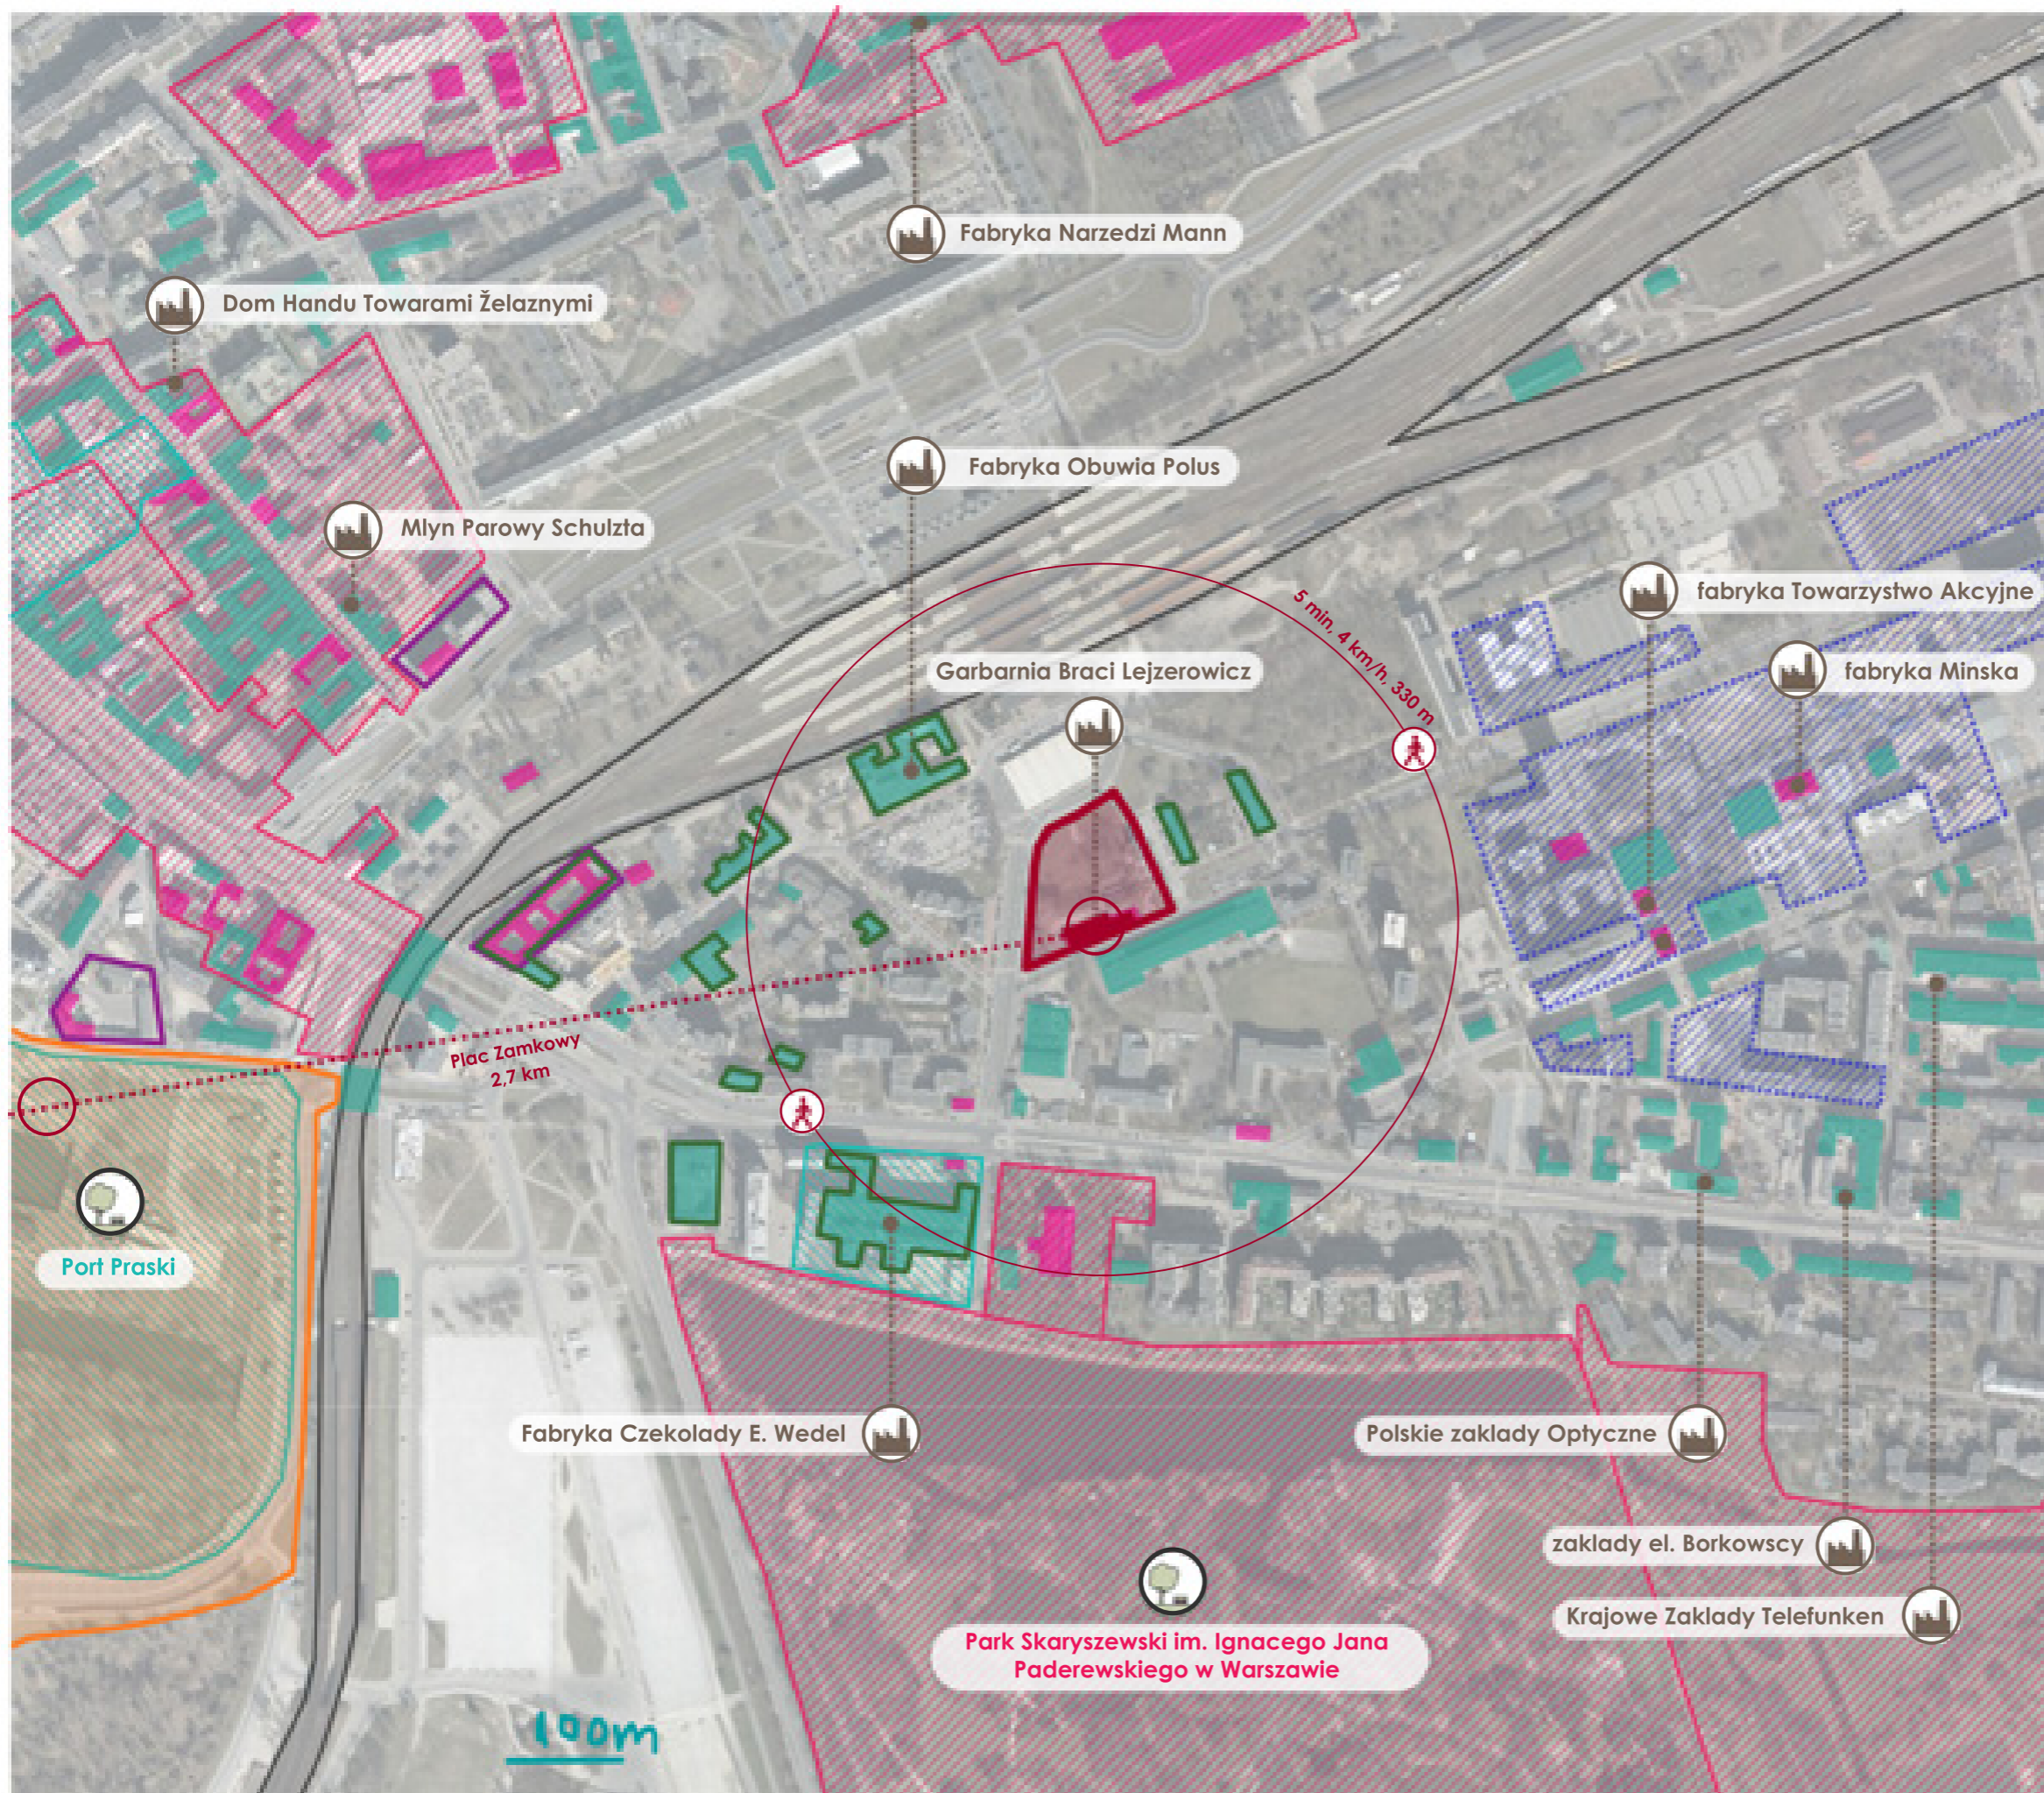 Fabryka Narzedzi Mann
Dom Handu Towarami Želaznymi
Fabryka Obuwia Polus
Mlyn Parowy Schulzta
fabryka Towarzystwo Akcyjne
5 min, 4 km/h, 330 m
Garbarnia Braci Lejzerowicz
fabryka Minska
Plac Zamkowy
2,7 km
Port Praski
Fabryka Czekolady E. Wedel
Polskie zaklady Optyczne
zaklady el. Borkowscy
Krajowe Zaklady Telefunken
Park Skaryszewski im. Ignacego Jana
Paderewskiego w Warszawie
100m